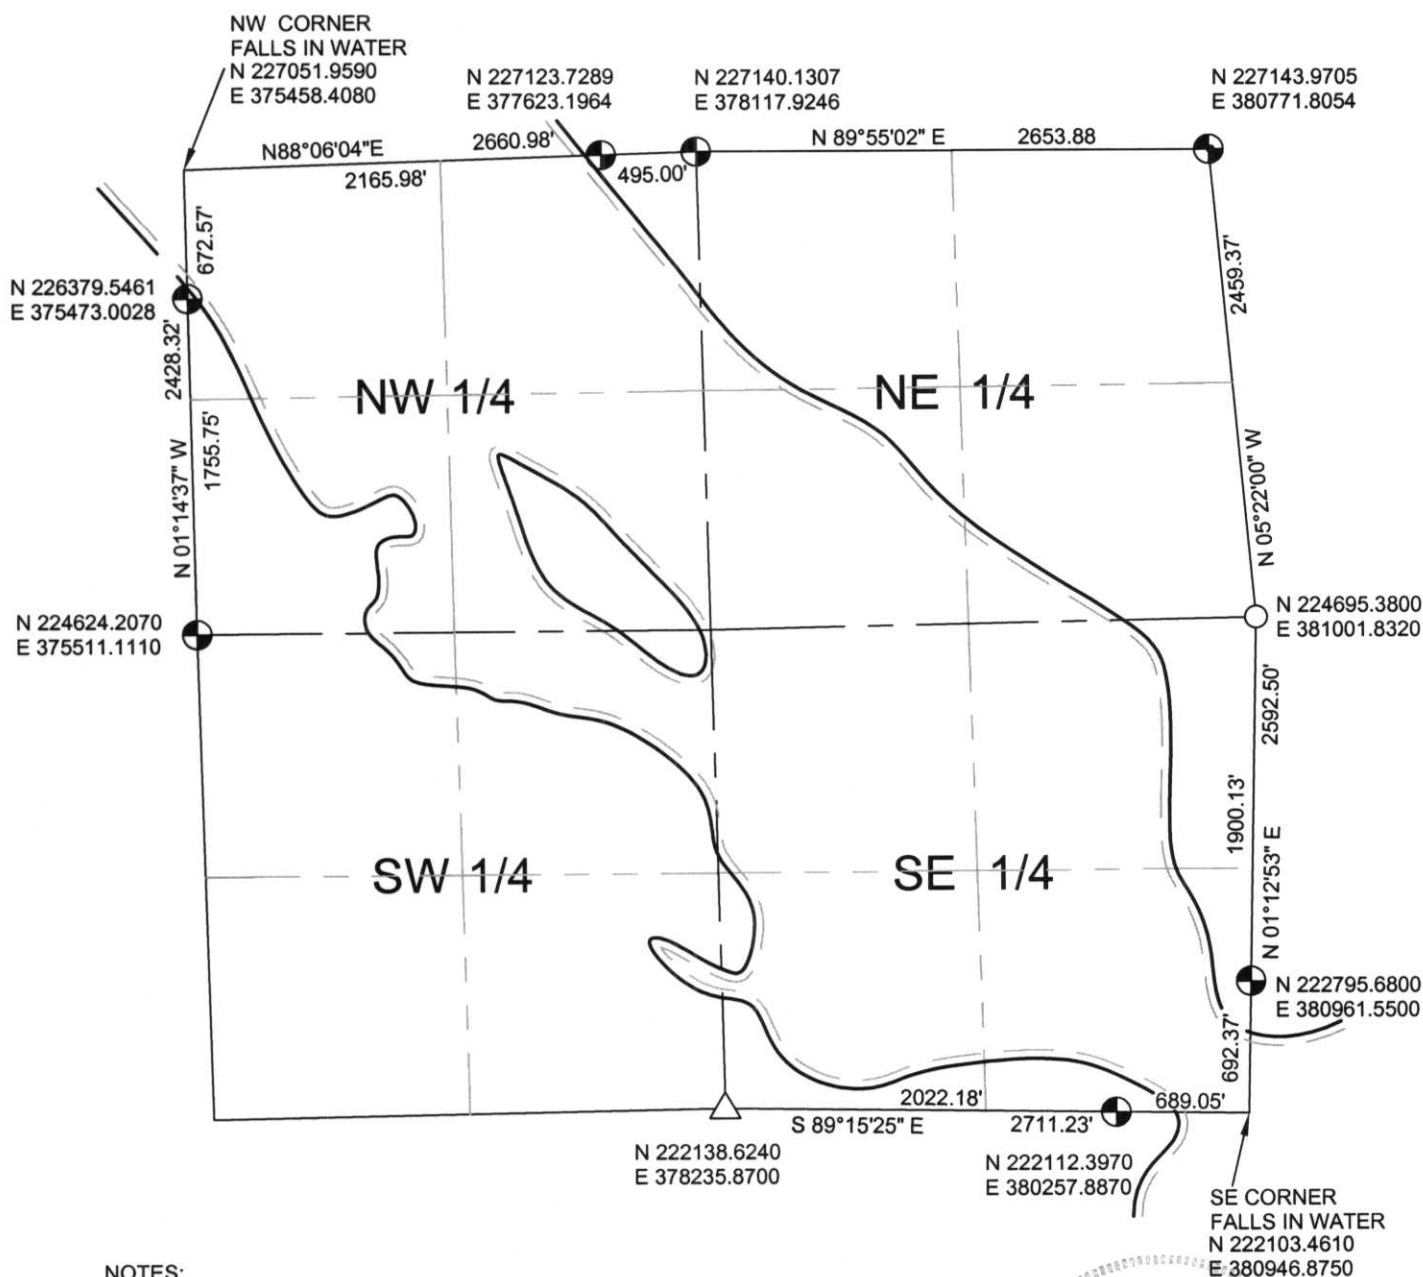 NW CORNER
FALLS IN WATER
N 227051.9590
E 375458.4080
N 227123.7289
E 377623.1964
N 227140.1307
E 378117.9246
N 227143.9705
E 380771.8054
N88°06'04"E
2660.98'
2165.98'
495.00'
N 89°55'02" E
2653.88
672.57'
N 226379.5461
E 375473.0028
2428.32'
1755.75'
N 01°14'37" W
2459.37'
N 05°22'00" W
NW 1/4
NE 1/4
N 224624.2070
E 375511.1110
N 224695.3800
E 381001.8320
2592.50'
1900.13'
N 01°12'53" E
SW 1/4
SE 1/4
N 222795.6800
E 380961.5500
692.37'
2022.18'
689.05'
S 89°15'25" E
2711.23'
N 222138.6240
E 378235.8700
N 222112.3970
E 380257.8870
SE CORNER
FALLS IN WATER
N 222103.4610
E 380946.8750
NOTES: